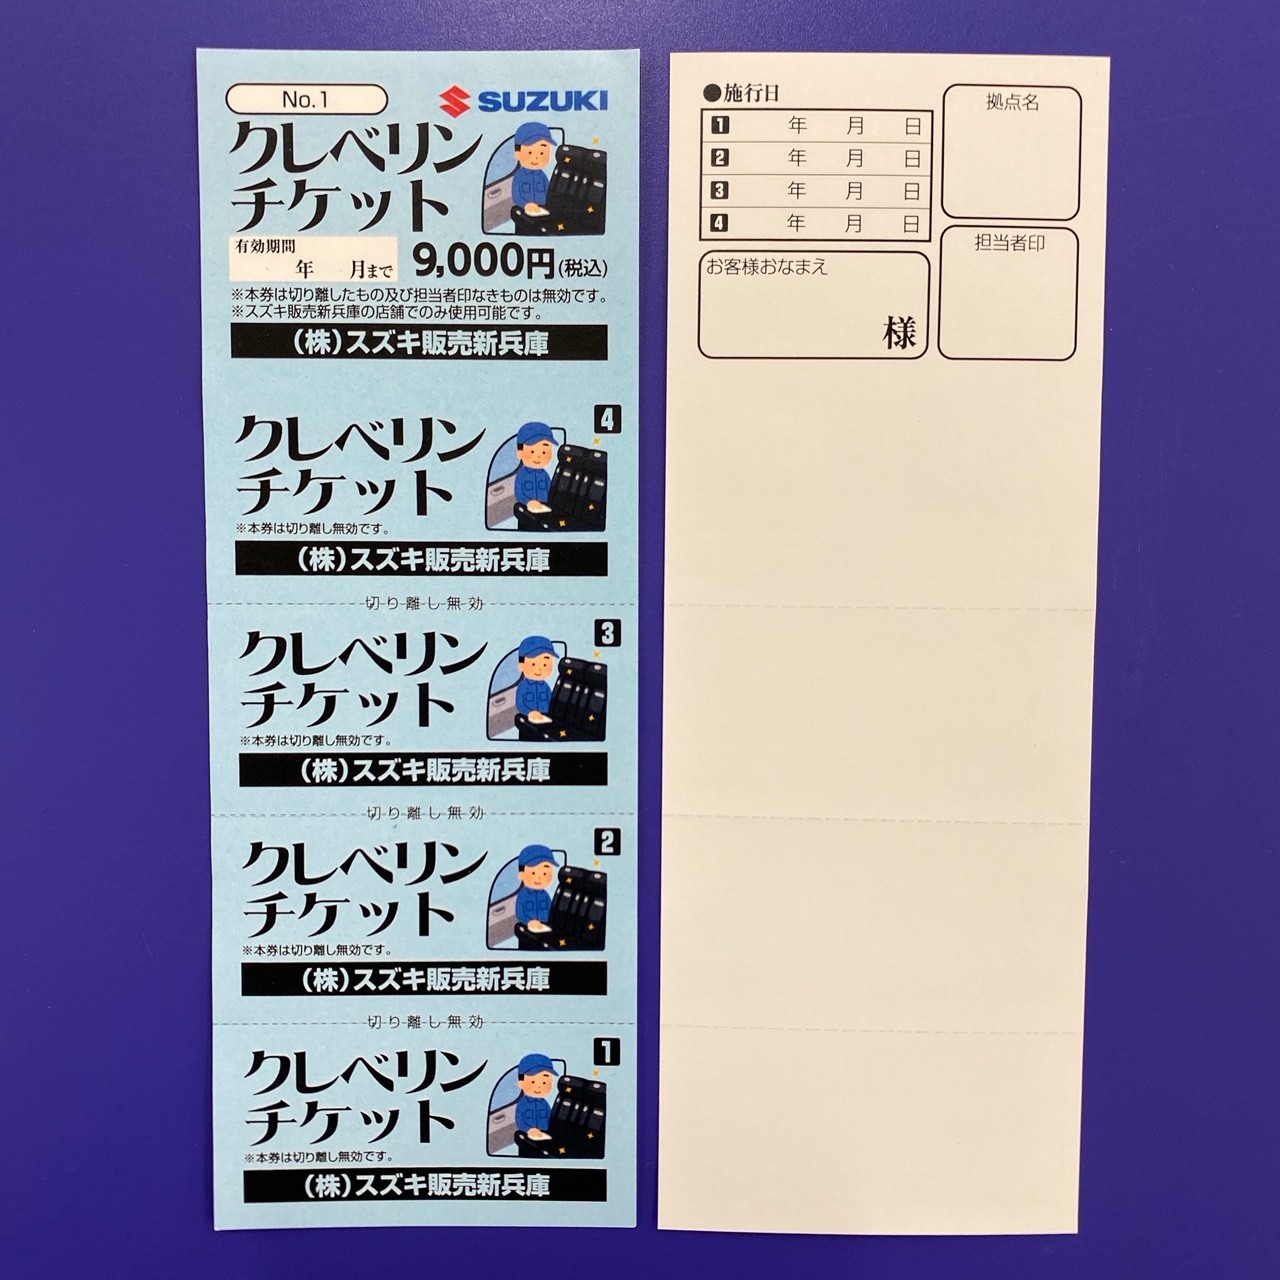 No.1
SUZUKI
クレベリン
チケット
有効期間
年 月まで
9,000円(税込)
※本券は切り離したもの及び担当者印なきものは無効です。
※スズキ販売新兵庫の店舗でのみ使用可能です。
(株)スズキ販売新兵庫
4
クレベリン
チケット
※本券は切り離し無効です。
(株)スズキ販売新兵庫
切り離し無効
3
クレベリン
チケット
※本券は切り離し無効です。
(株)スズキ販売新兵庫
切り離し無効
2
クレベリン
チケット
※本券は切り離し無効です。
(株)スズキ販売新兵庫
切り離し無効
1
クレベリン
チケット
※本券は切り離し無効です。
(株)スズキ販売新兵庫
●施行日
1 年 月 日
2 年 月 日
3 年 月 日
4 年 月 日
拠点名
お客様おなまえ
様
担当者印